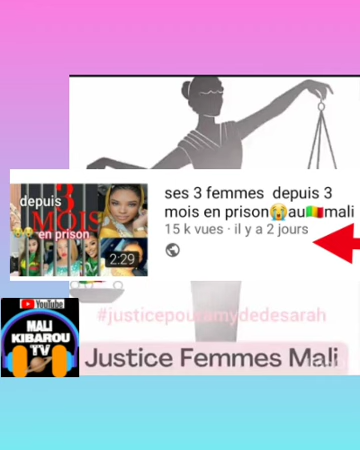 ses 3 femmes depuis 3
mois en prison😭au🇲🇱mali
15 k vues · il y a 2 jours
depuis
3
MOIS
en prison
2:29
YouTube
MALI
KIBAROU
TV
#justicepouramydedesarah
Justice Femmes Mali